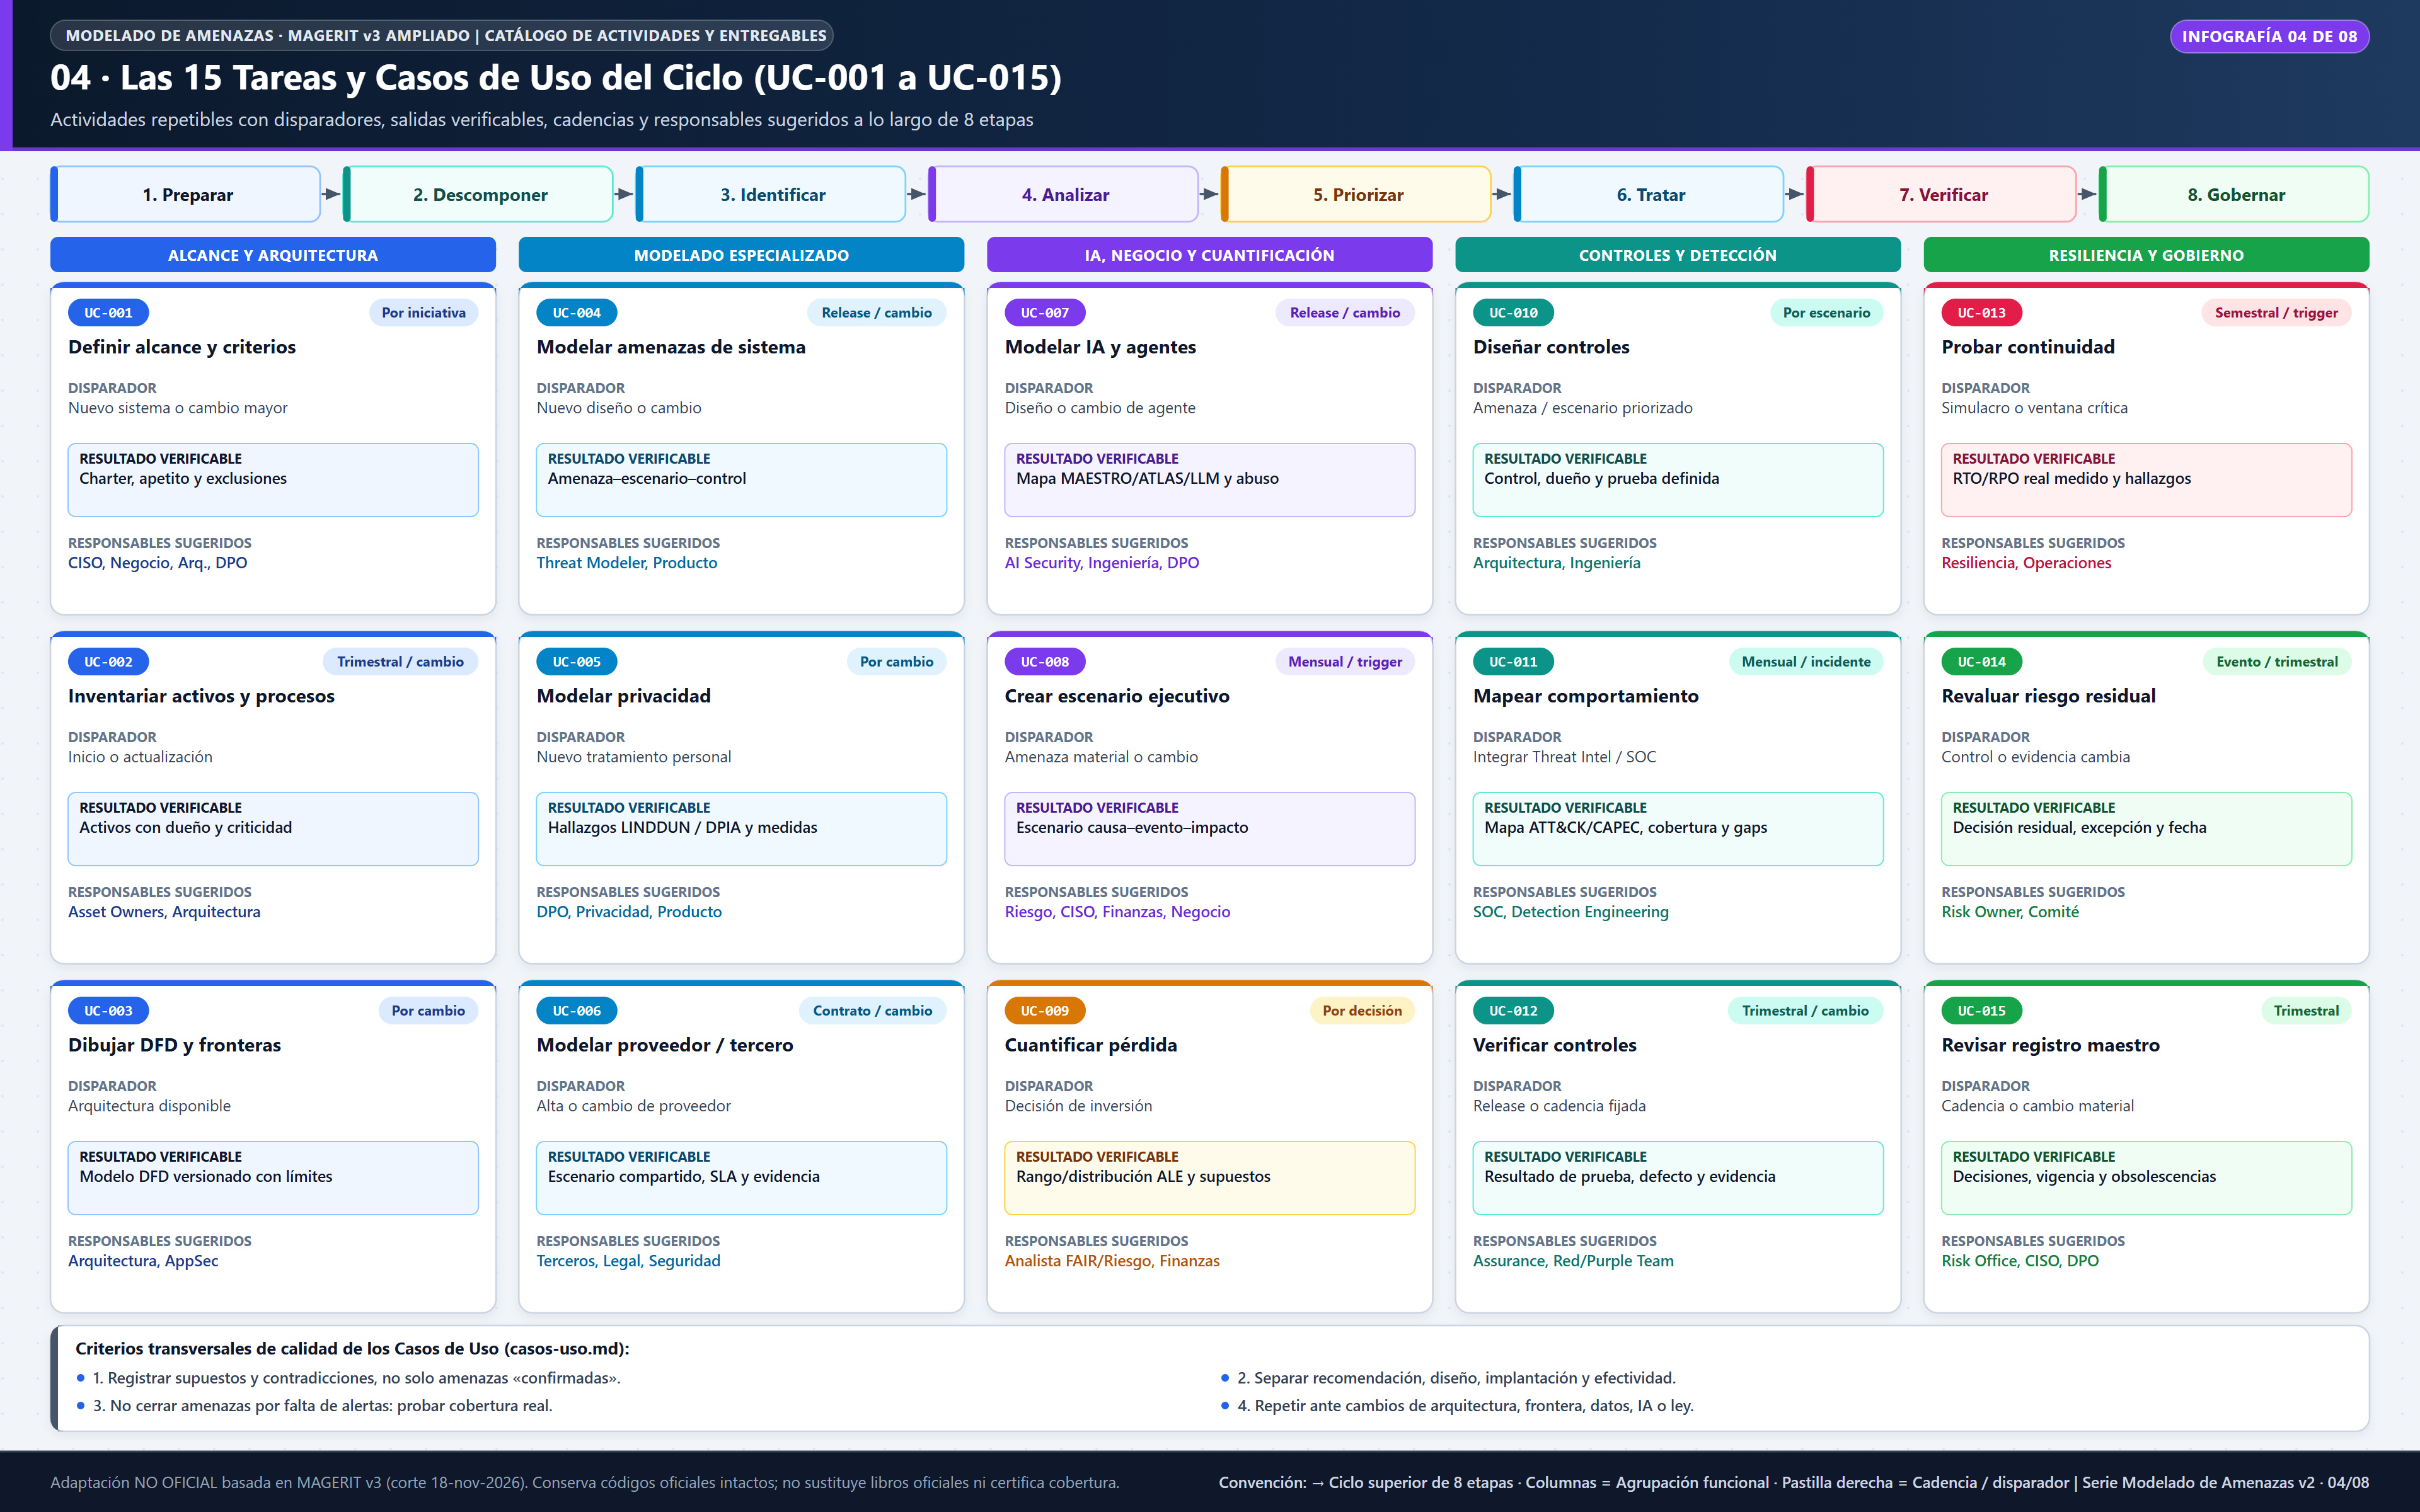 MODELADO DE AMENAZAS · MAGERIT v3 AMPLIADO | CATÁLOGO DE ACTIVIDADES Y ENTREGABLES
INFOGRAFÍA 04 DE 08
04 · Las 15 Tareas y Casos de Uso del Ciclo (UC-001 a UC-015)
Actividades repetibles con disparadores, salidas verificables, cadencias y responsables sugeridos a lo largo de 8 etapas
1. Preparar
2. Descomponer
3. Identificar
4. Analizar
5. Priorizar
6. Tratar
7. Verificar
8. Gobernar
ALCANCE Y ARQUITECTURA
UC-001
Por iniciativa
Definir alcance y criterios
DISPARADOR
Nuevo sistema o cambio mayor
RESULTADO VERIFICABLE
Charter, apetito y exclusiones
RESPONSABLES SUGERIDOS
CISO, Negocio, Arq., DPO
UC-002
Trimestral / cambio
Inventariar activos y procesos
DISPARADOR
Inicio o actualización
RESULTADO VERIFICABLE
Activos con dueño y criticidad
RESPONSABLES SUGERIDOS
Asset Owners, Arquitectura
UC-003
Por cambio
Dibujar DFD y fronteras
DISPARADOR
Arquitectura disponible
RESULTADO VERIFICABLE
Modelo DFD versionado con límites
RESPONSABLES SUGERIDOS
Arquitectura, AppSec
MODELADO ESPECIALIZADO
UC-004
Release / cambio
Modelar amenazas de sistema
DISPARADOR
Nuevo diseño o cambio
RESULTADO VERIFICABLE
Amenaza–escenario–control
RESPONSABLES SUGERIDOS
Threat Modeler, Producto
UC-005
Por cambio
Modelar privacidad
DISPARADOR
Nuevo tratamiento personal
RESULTADO VERIFICABLE
Hallazgos LINDDUN / DPIA y medidas
RESPONSABLES SUGERIDOS
DPO, Privacidad, Producto
UC-006
Contrato / cambio
Modelar proveedor / tercero
DISPARADOR
Alta o cambio de proveedor
RESULTADO VERIFICABLE
Escenario compartido, SLA y evidencia
RESPONSABLES SUGERIDOS
Terceros, Legal, Seguridad
IA, NEGOCIO Y CUANTIFICACIÓN
UC-007
Release / cambio
Modelar IA y agentes
DISPARADOR
Diseño o cambio de agente
RESULTADO VERIFICABLE
Mapa MAESTRO/ATLAS/LLM y abuso
RESPONSABLES SUGERIDOS
AI Security, Ingeniería, DPO
UC-008
Mensual / trigger
Crear escenario ejecutivo
DISPARADOR
Amenaza material o cambio
RESULTADO VERIFICABLE
Escenario causa–evento–impacto
RESPONSABLES SUGERIDOS
Riesgo, CISO, Finanzas, Negocio
UC-009
Por decisión
Cuantificar pérdida
DISPARADOR
Decisión de inversión
RESULTADO VERIFICABLE
Rango/distribución ALE y supuestos
RESPONSABLES SUGERIDOS
Analista FAIR/Riesgo, Finanzas
CONTROLES Y DETECCIÓN
UC-010
Por escenario
Diseñar controles
DISPARADOR
Amenaza / escenario priorizado
RESULTADO VERIFICABLE
Control, dueño y prueba definida
RESPONSABLES SUGERIDOS
Arquitectura, Ingeniería
UC-011
Mensual / incidente
Mapear comportamiento
DISPARADOR
Integrar Threat Intel / SOC
RESULTADO VERIFICABLE
Mapa ATT&CK/CAPEC, cobertura y gaps
RESPONSABLES SUGERIDOS
SOC, Detection Engineering
UC-012
Trimestral / cambio
Verificar controles
DISPARADOR
Release o cadencia fijada
RESULTADO VERIFICABLE
Resultado de prueba, defecto y evidencia
RESPONSABLES SUGERIDOS
Assurance, Red/Purple Team
RESILIENCIA Y GOBIERNO
UC-013
Semestral / trigger
Probar continuidad
DISPARADOR
Simulacro o ventana crítica
RESULTADO VERIFICABLE
RTO/RPO real medido y hallazgos
RESPONSABLES SUGERIDOS
Resiliencia, Operaciones
UC-014
Evento / trimestral
Revaluar riesgo residual
DISPARADOR
Control o evidencia cambia
RESULTADO VERIFICABLE
Decisión residual, excepción y fecha
RESPONSABLES SUGERIDOS
Risk Owner, Comité
UC-015
Trimestral
Revisar registro maestro
DISPARADOR
Cadencia o cambio material
RESULTADO VERIFICABLE
Decisiones, vigencia y obsolescencias
RESPONSABLES SUGERIDOS
Risk Office, CISO, DPO
Criterios transversales de calidad de los Casos de Uso (casos-uso.md):
• 1. Registrar supuestos y contradicciones, no solo amenazas «confirmadas».
• 2. Separar recomendación, diseño, implantación y efectividad.
• 3. No cerrar amenazas por falta de alertas: probar cobertura real.
• 4. Repetir ante cambios de arquitectura, frontera, datos, IA o ley.
Adaptación NO OFICIAL basada en MAGERIT v3 (corte 18-nov-2026). Conserva códigos oficiales intactos; no sustituye libros oficiales ni certifica cobertura.
Convención: → Ciclo superior de 8 etapas · Columnas = Agrupación funcional · Pastilla derecha = Cadencia / disparador | Serie Modelado de Amenazas v2 · 04/08